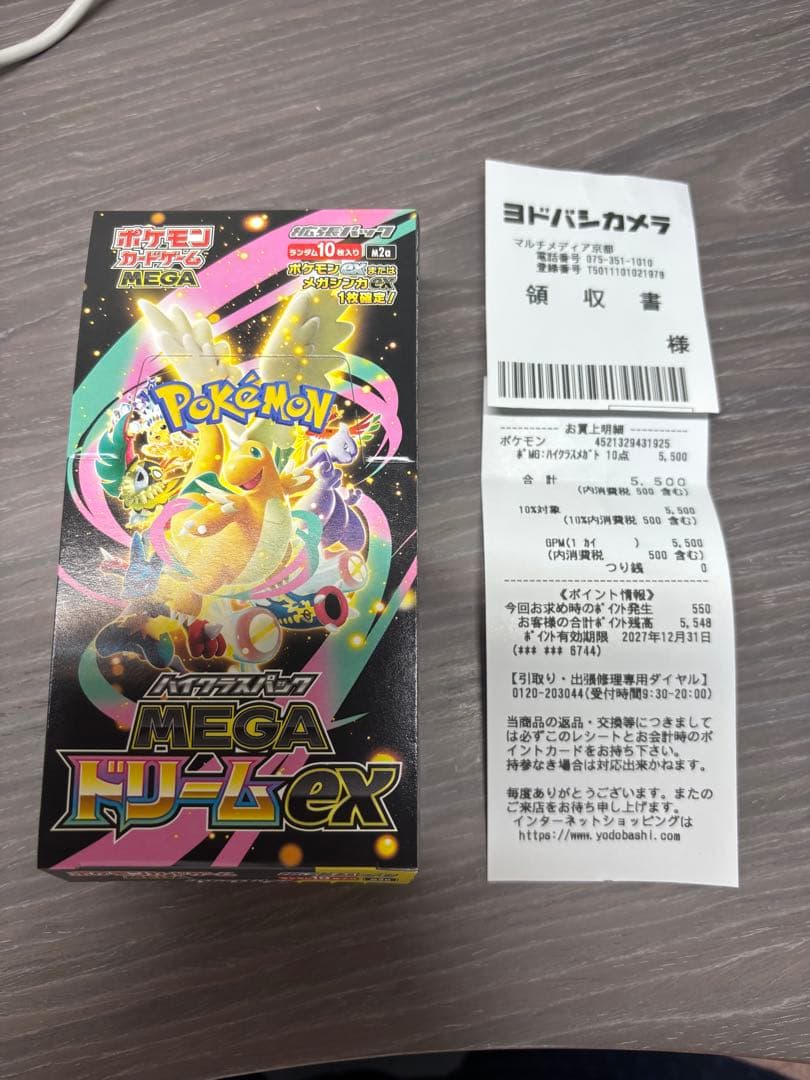 ポケモン
カードゲーム
MEGA
拡張パック
ランダム10枚入り M2a
ポケモンexまたは
メガシンカex
1枚確定!
POKéMON
ハイクラスパック
MEGA
ドリームex
ヨドバシカメラ
マルチメディア京都
電話番号 075-351-1010
登録番号 T5011101021979
領 収 書
様
お買上明細
ポケモン 4521329431925
ポMG:ハイクラスメガト 10点 5,500
合 計 5,500
(内消費税 500 含む)
10%対象 5,500
(10%内消費税 500 含む)
GPM(1 カイ ) 5,500
(内消費税 500 含む)
つり銭 0
《ポイント情報》
今回お求め時のポイント発生 550
お客様の合計ポイント残高 5,548
ポイント有効期限 2027年12月31日
(*** *** 6744)
【引取り・出張修理専用ダイヤル】
0120-203044(受付時間9:30-20:00)
当商品の返品・交換等につきまして
は必ずこのレシートとお会計時のポ
イントカードをお持ち下さい。
持参なき場合は対応出来かねます。
毎度ありがとうございます。またの
ご来店をお待ち申し上げます。
インターネットショッピングは
https://www.yodobashi.com